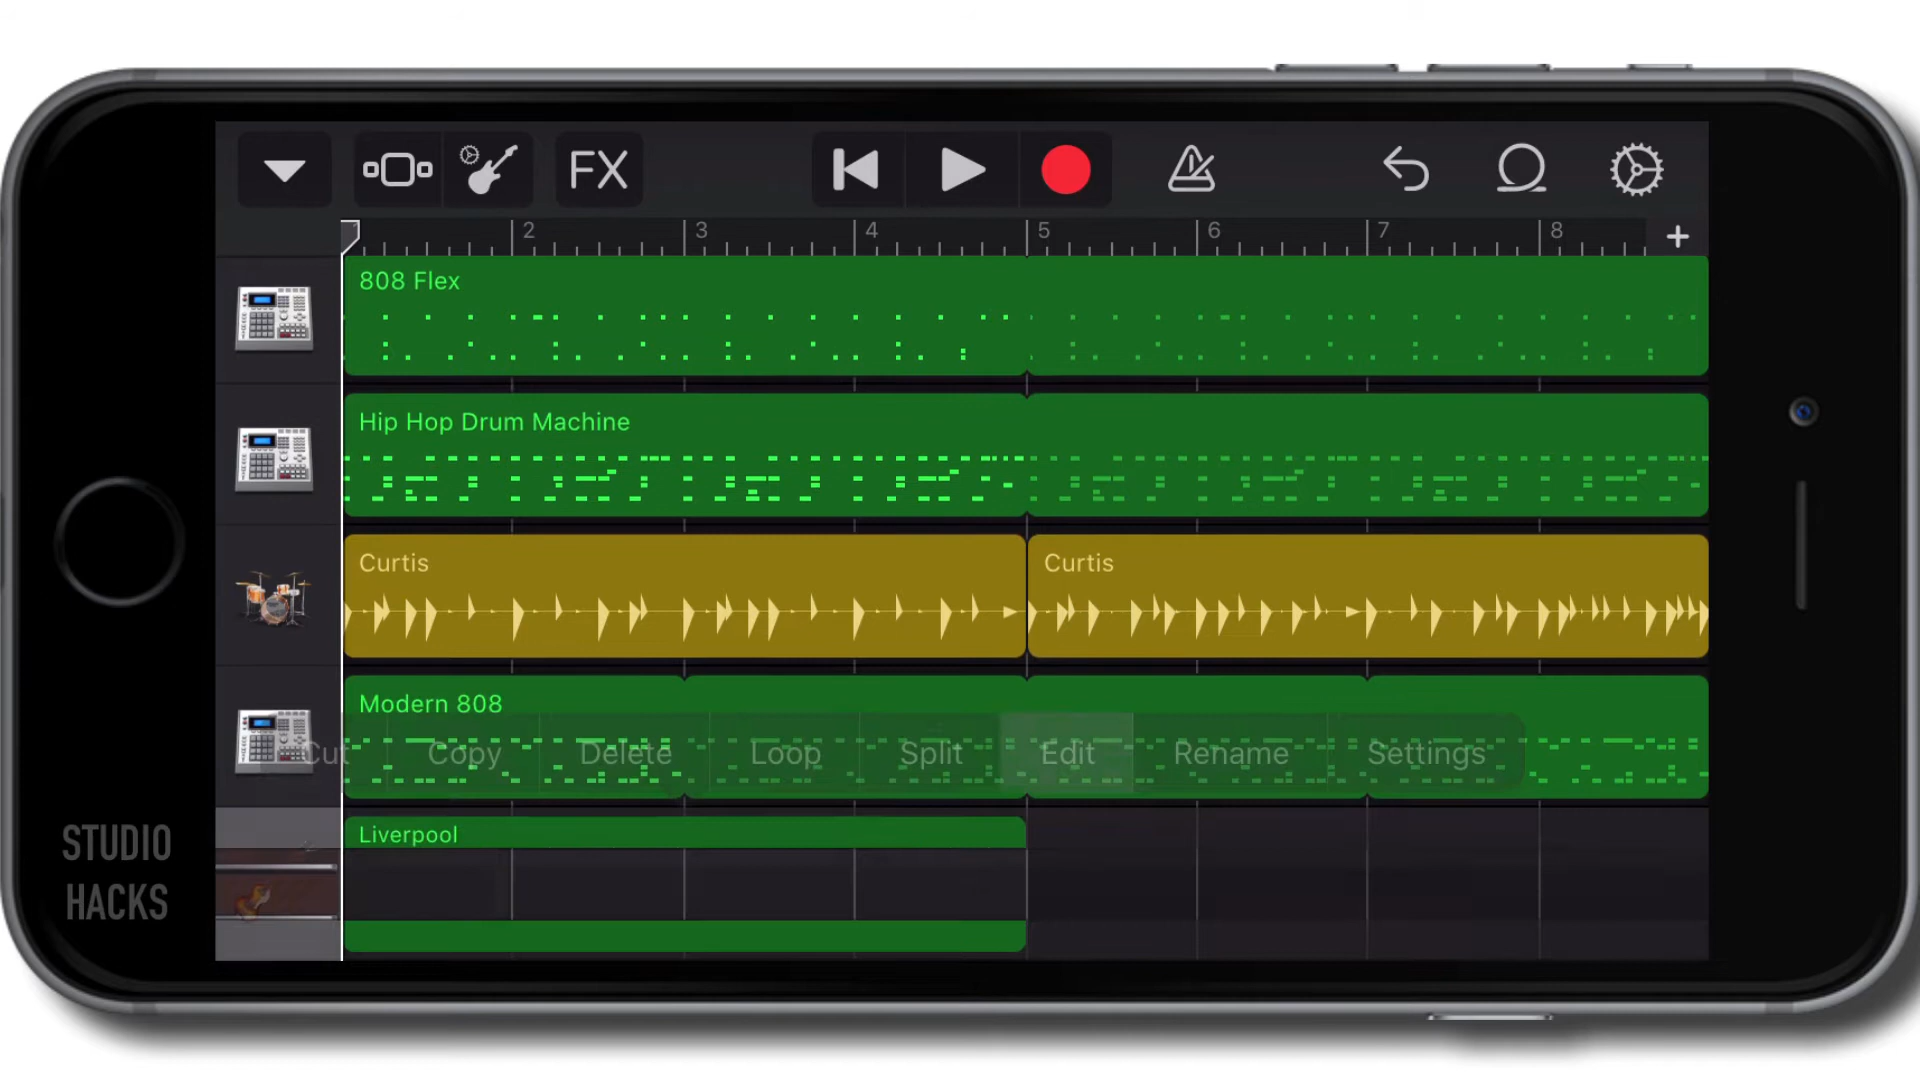 FX
2 3 4 5 6 7 8
808 Flex
Hip Hop Drum Machine
Curtis Curtis
Modern 808
Cut Copy Delete Loop Split Edit Rename Settings
Liverpool
STUDIO
HACKS